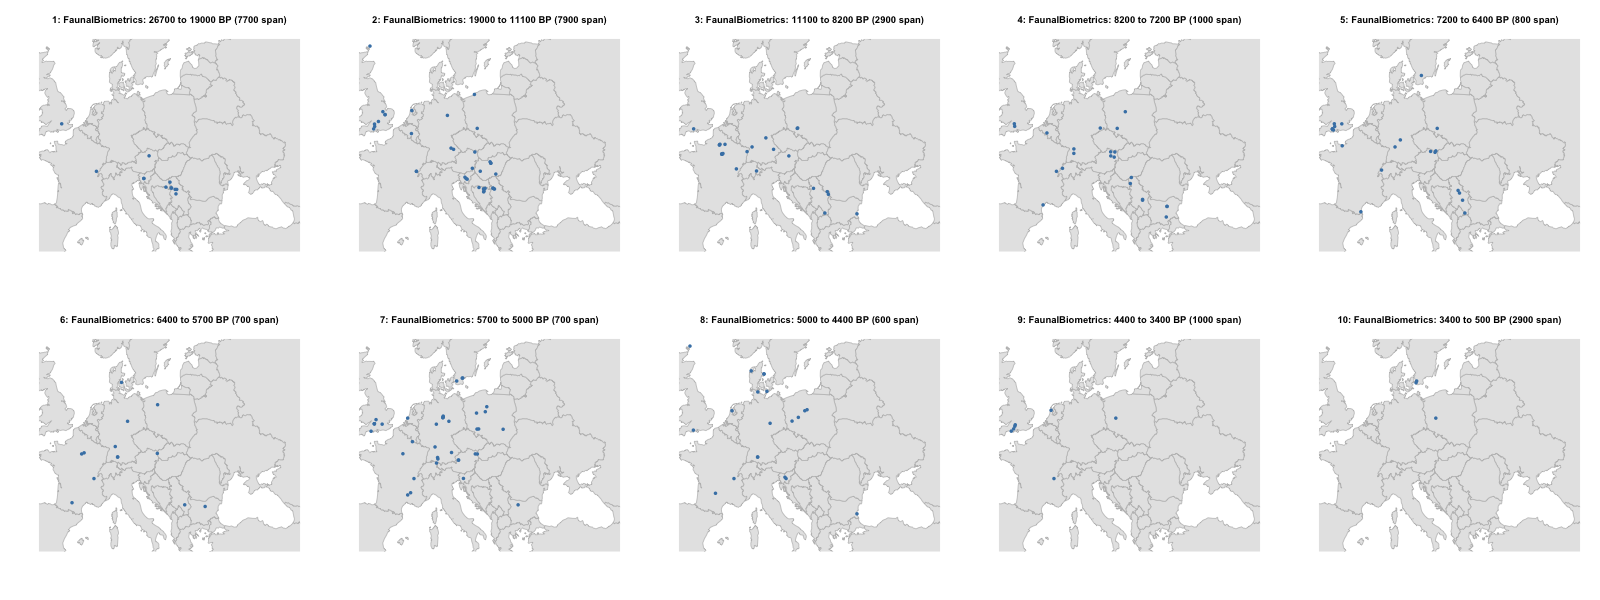 1: FaunalBiometrics: 26700 to 19000 BP (7700 span)
2: FaunalBiometrics: 19000 to 11100 BP (7900 span)
3: FaunalBiometrics: 11100 to 8200 BP (2900 span)
4: FaunalBiometrics: 8200 to 7200 BP (1000 span)
5: FaunalBiometrics: 7200 to 6400 BP (800 span)
6: FaunalBiometrics: 6400 to 5700 BP (700 span)
7: FaunalBiometrics: 5700 to 5000 BP (700 span)
8: FaunalBiometrics: 5000 to 4400 BP (600 span)
9: FaunalBiometrics: 4400 to 3400 BP (1000 span)
10: FaunalBiometrics: 3400 to 500 BP (2900 span)